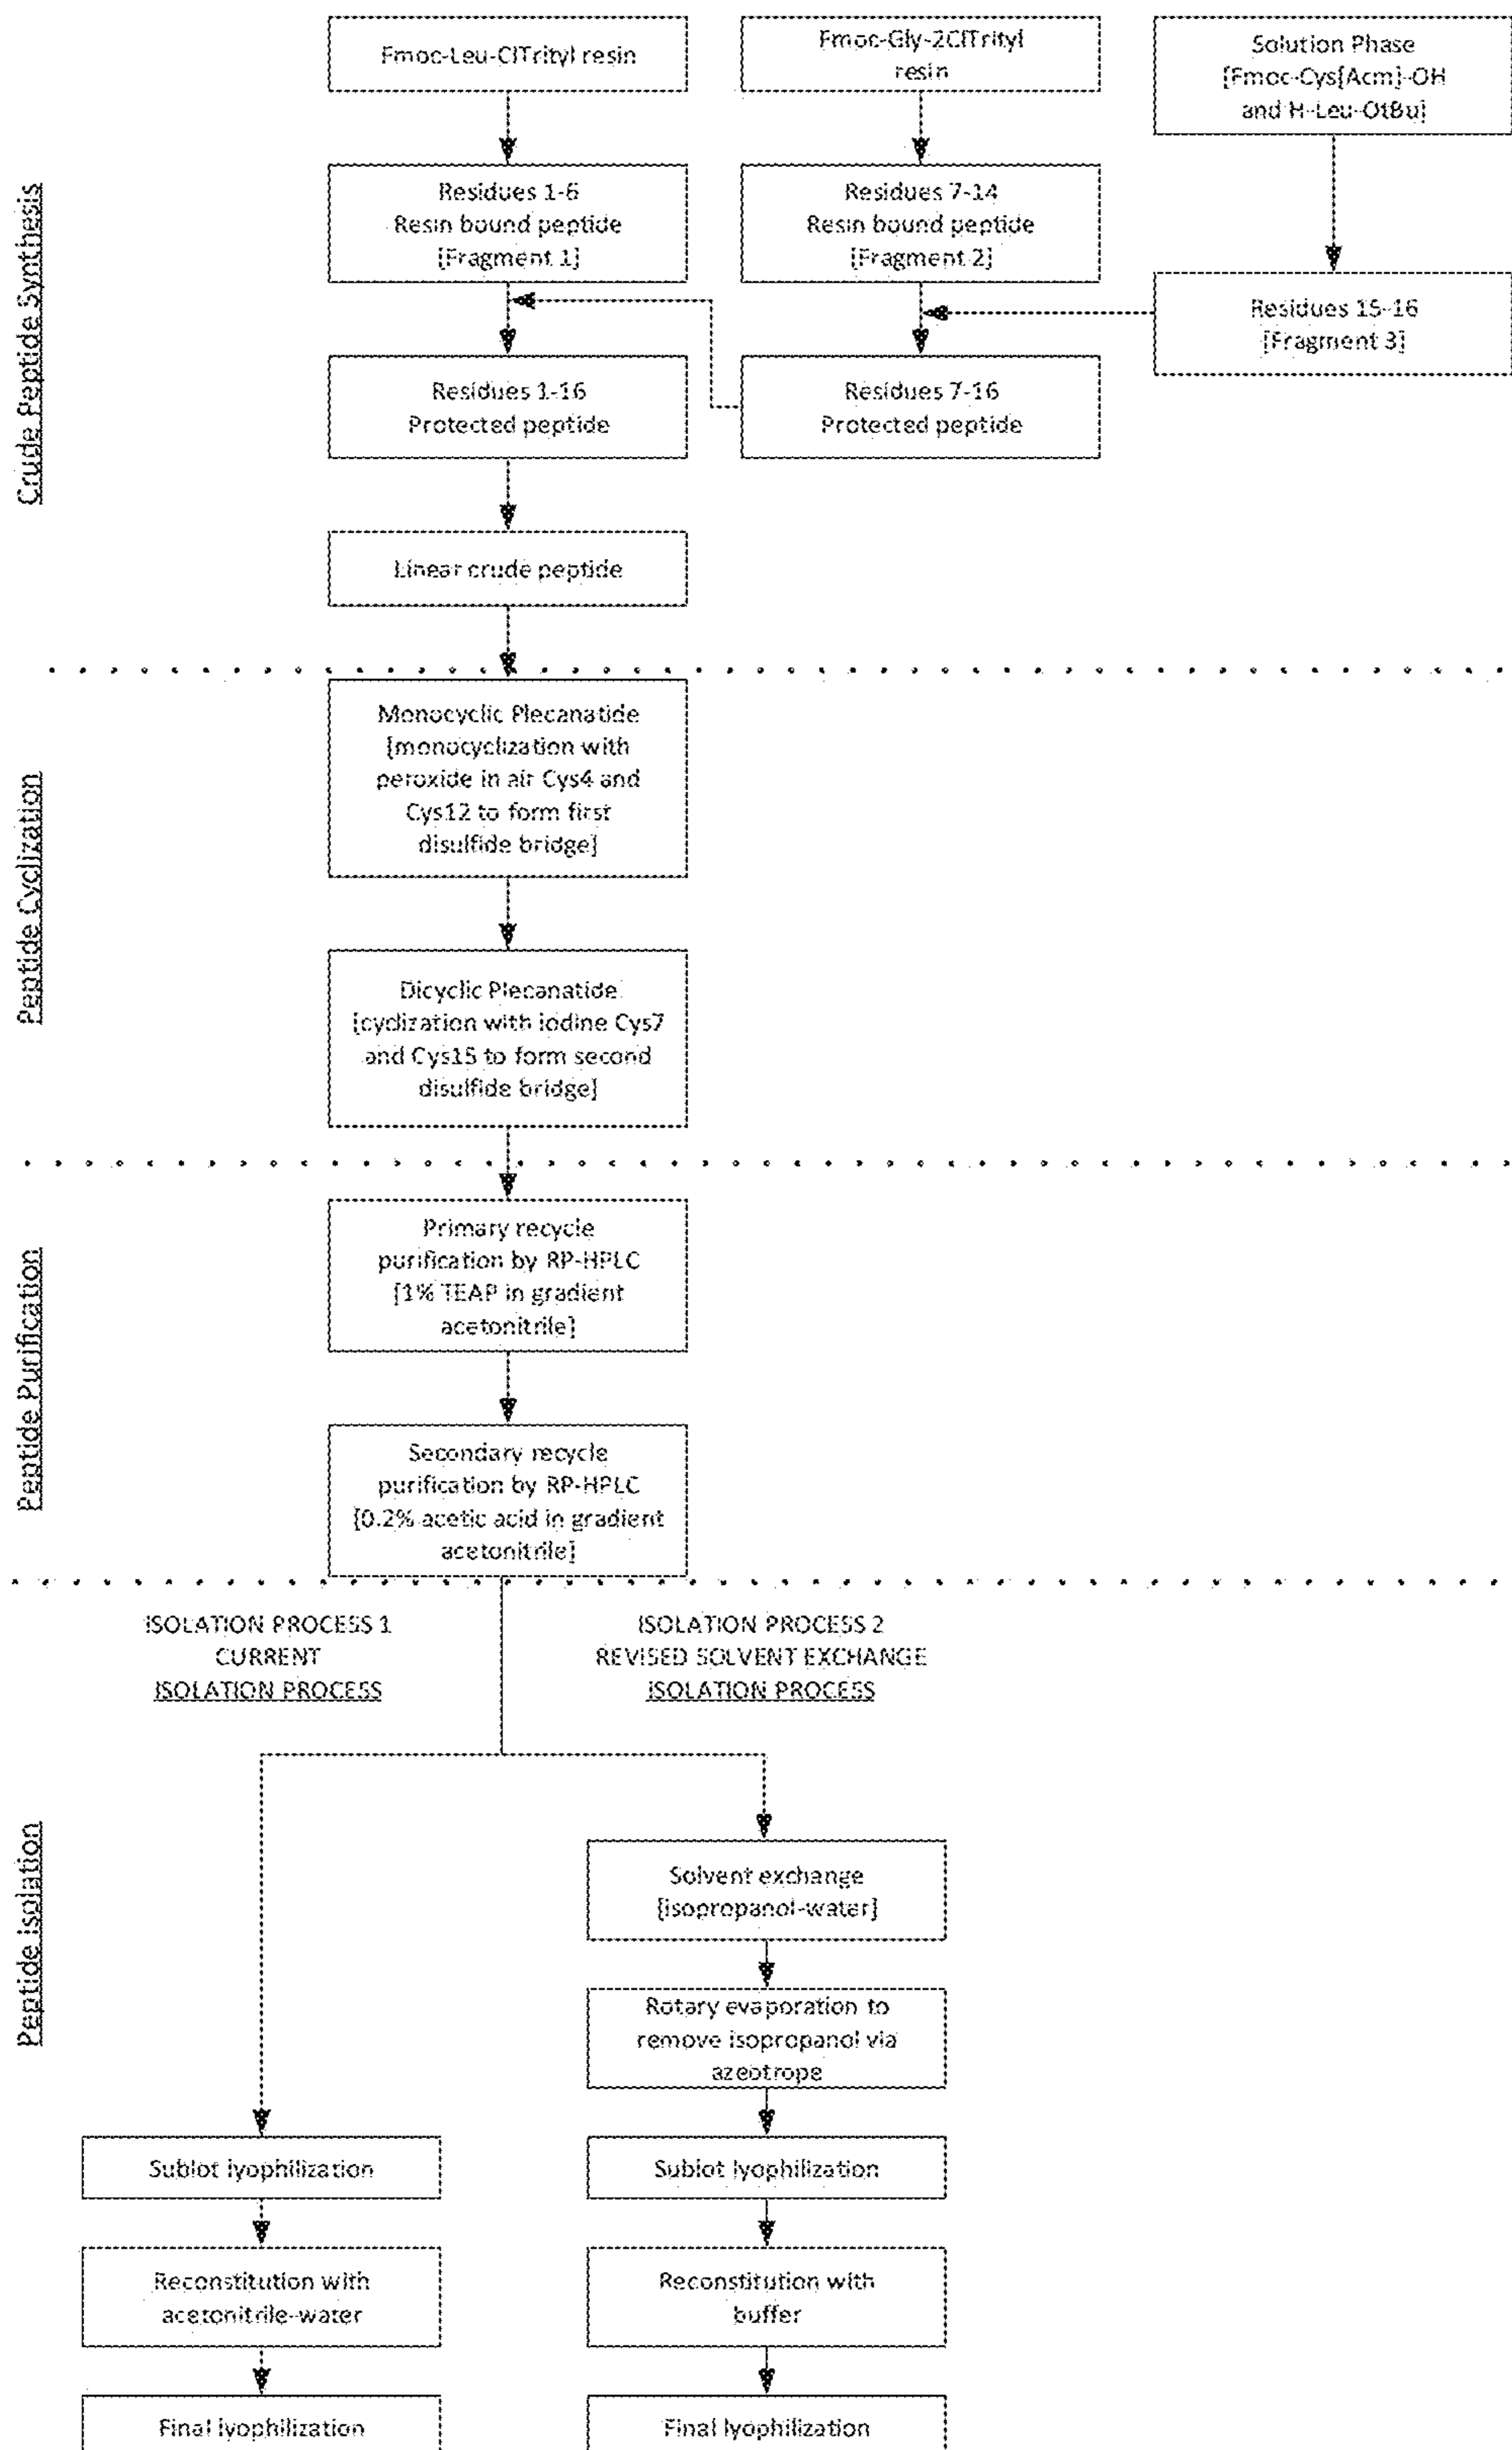 Crude Peptide Synthesis
Fmoc-Leu-ClTrityl resin
Fmoc-Gly-2ClTrityl
resin
Solution Phase
[Fmoc-Cys[Acm]-OH
and H-Leu-OtBu]
Residues 1-6
Resin bound peptide
[Fragment 1]
Residues 7-14
Resin bound peptide
[Fragment 2]
Residues 15-16
[Fragment 3]
Residues 1-16
Protected peptide
Residues 7-16
Protected peptide
Linear crude peptide
Peptide Cyclization
Monocyclic Plecanatide
[monocyclization with
peroxide in air Cys4 and
Cys12 to form first
disulfide bridge]
Dicyclic Plecanatide
[cyclization with iodine Cys7
and Cys15 to form second
disulfide bridge]
Peptide Purification
Primary recycle
purification by RP-HPLC
[1% TEAP in gradient
acetonitrile]
Secondary recycle
purification by RP-HPLC
[0.2% acetic acid in gradient
acetonitrile]
Peptide Isolation
ISOLATION PROCESS 1
CURRENT
ISOLATION PROCESS
ISOLATION PROCESS 2
REVISED SOLVENT EXCHANGE
ISOLATION PROCESS
Solvent exchange
[isopropanol-water]
Rotary evaporation to
remove isopropanol via
azeotrope
Sublot lyophilization
Sublot lyophilization
Reconstitution with
acetonitrile-water
Reconstitution with
buffer
Final lyophilization
Final lyophilization